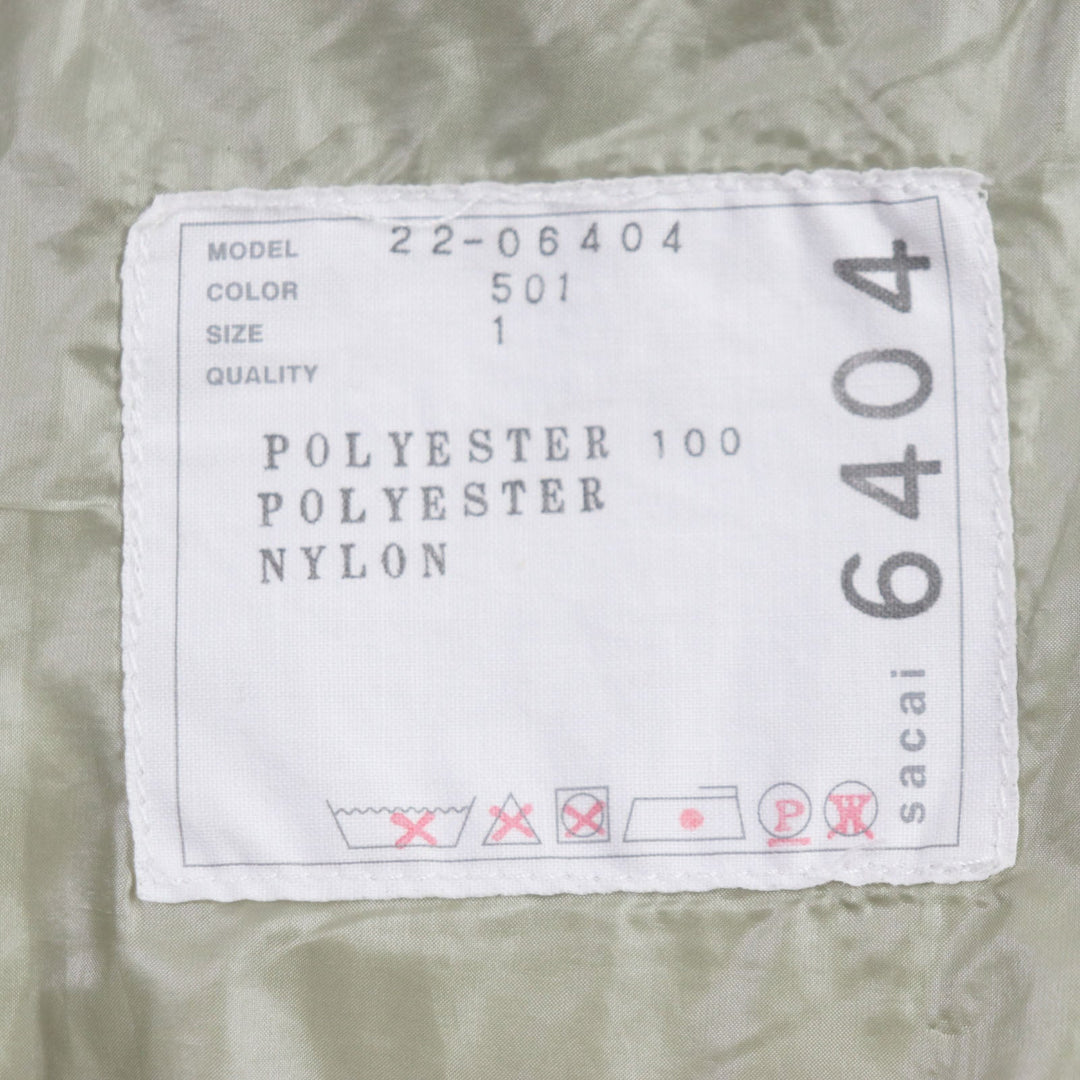 MODEL 22-06404
COLOR 501
SIZE 1
QUALITY
POLYESTER 100
POLYESTER
NYLON
sacai 6404
P
W